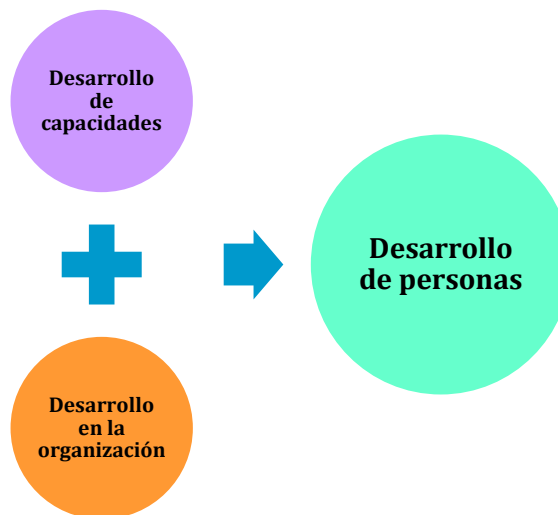 Desarrollo
de
capacidades
Desarrollo
en la
organización
Desarrollo
de personas